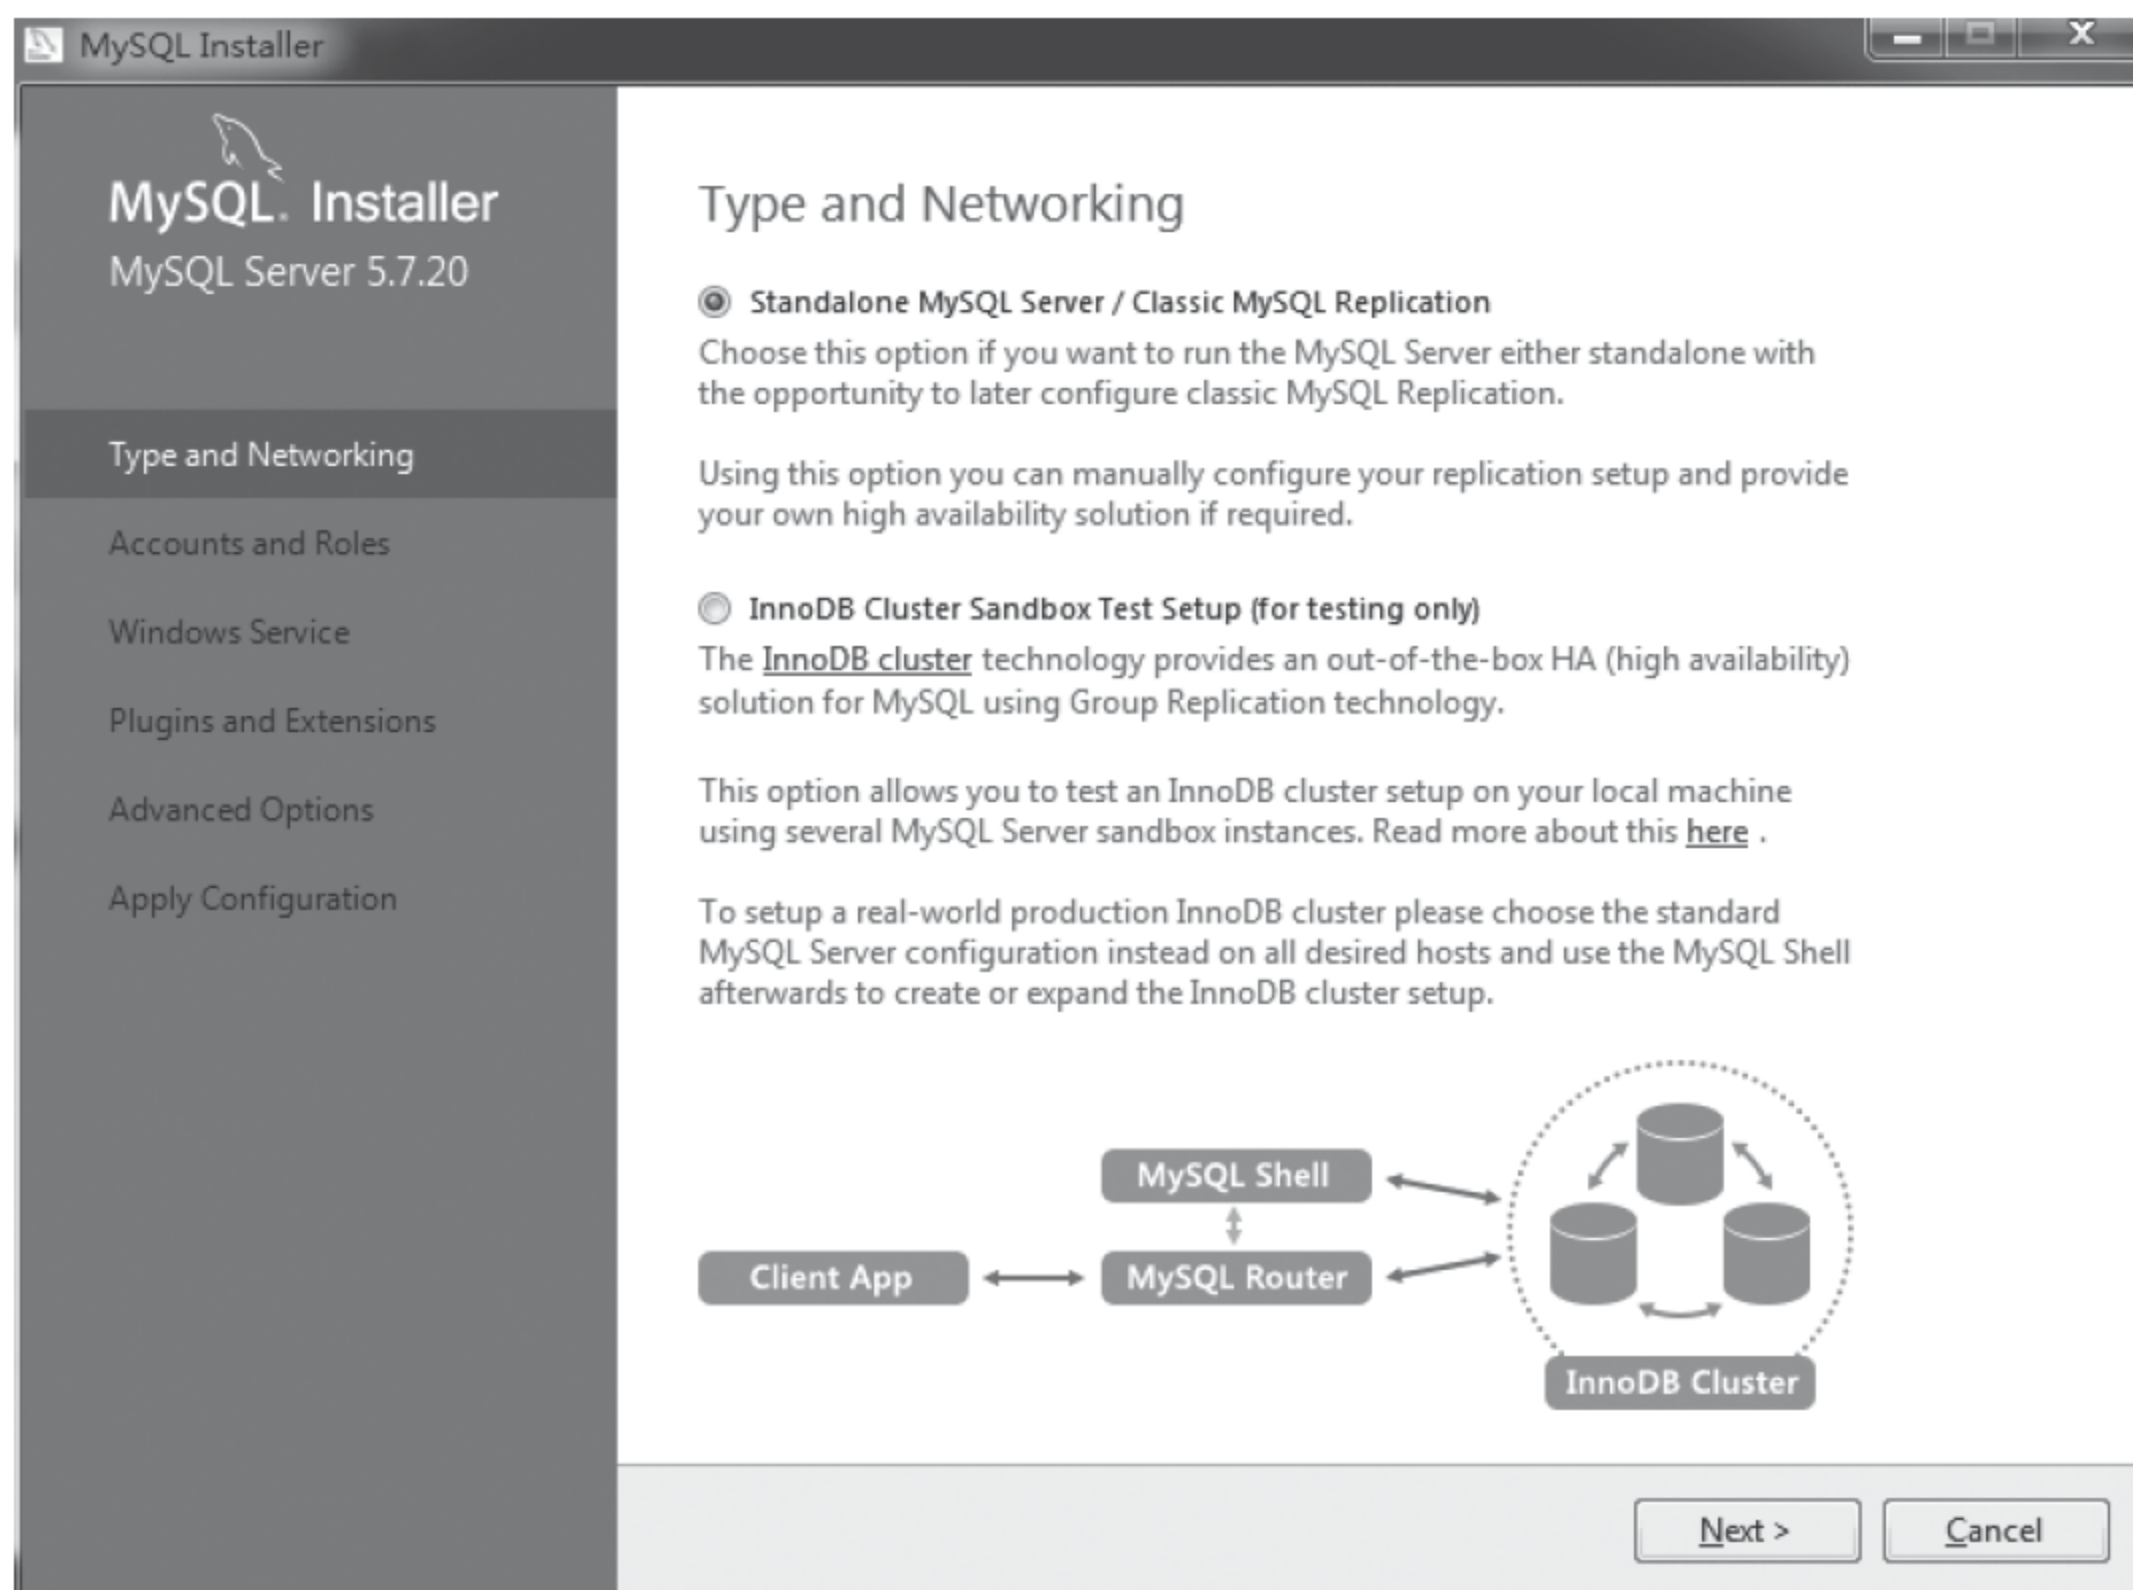 MySQL Installer
MySQL. Installer
MySQL Server 5.7.20
Type and Networking
Accounts and Roles
Windows Service
Plugins and Extensions
Advanced Options
Apply Configuration
Type and Networking
Standalone MySQL Server / Classic MySQL Replication
Choose this option if you want to run the MySQL Server either standalone with
the opportunity to later configure classic MySQL Replication.
Using this option you can manually configure your replication setup and provide
your own high availability solution if required.
InnoDB Cluster Sandbox Test Setup (for testing only)
The InnoDB cluster technology provides an out-of-the-box HA (high availability)
solution for MySQL using Group Replication technology.
This option allows you to test an InnoDB cluster setup on your local machine
using several MySQL Server sandbox instances. Read more about this here .
To setup a real-world production InnoDB cluster please choose the standard
MySQL Server configuration instead on all desired hosts and use the MySQL Shell
afterwards to create or expand the InnoDB cluster setup.
MySQL Shell
Client App
MySQL Router
InnoDB Cluster
Next >
Cancel